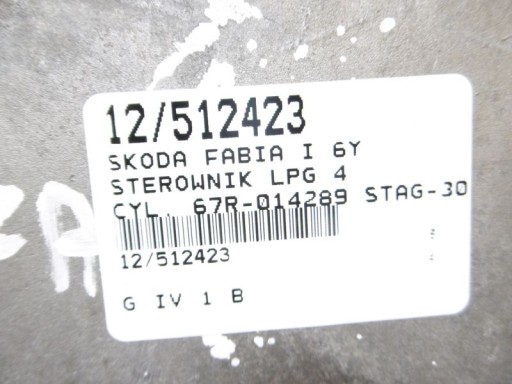 12/512423
SKODA FABIA I 6Y
STEROWNIK LPG 4
CYL. 67R-014289 STAG-30
12/512423
G IV 1 B